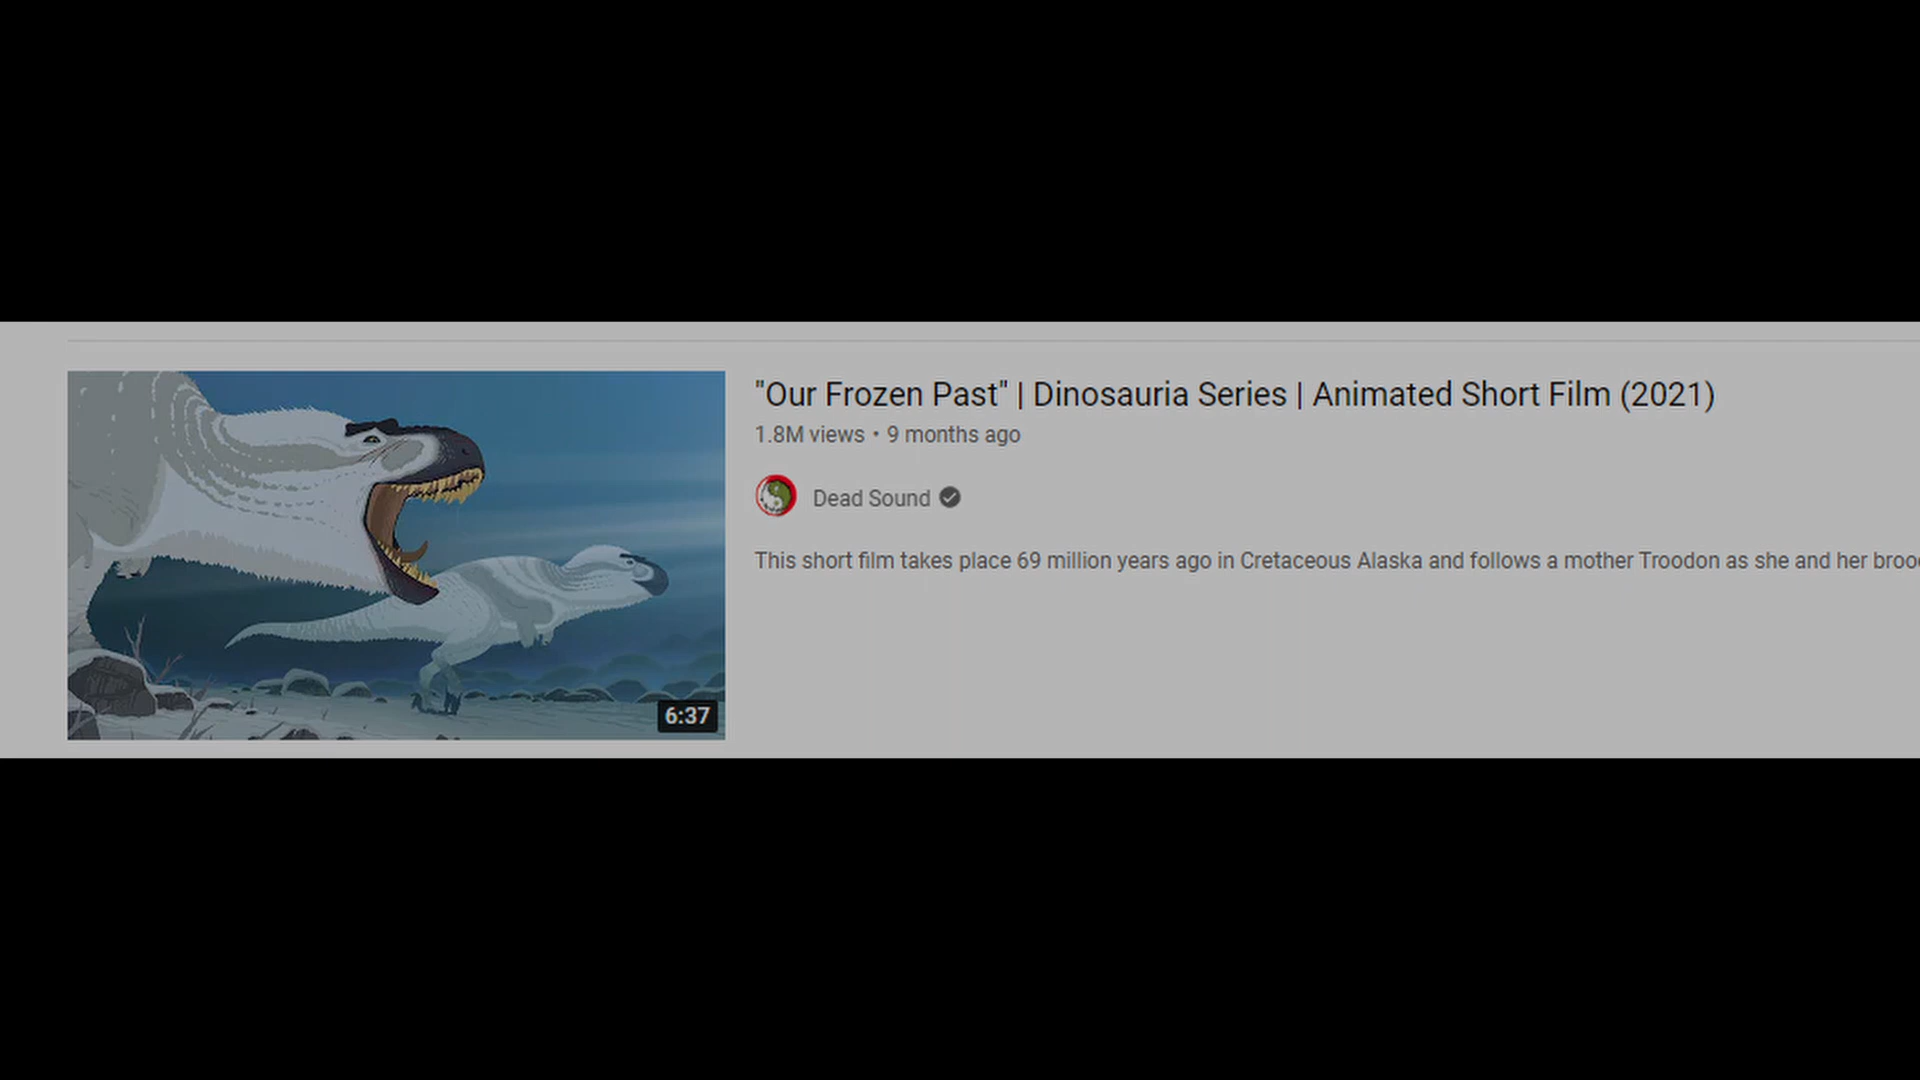 "Our Frozen Past" | Dinosauria Series | Animated Short Film (2021)
1.8M views • 9 months ago
Dead Sound
This short film takes place 69 million years ago in Cretaceous Alaska and follows a mother Troodon as she and her
6:37